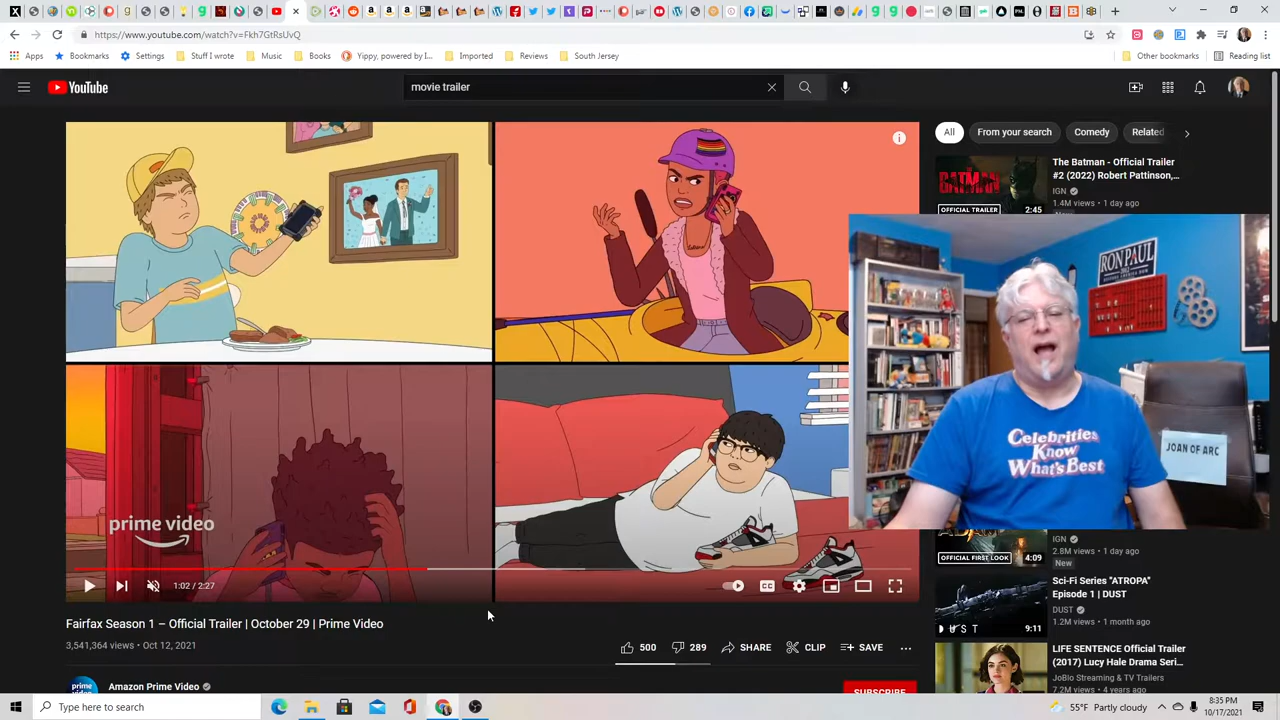 https://www.youtube.com/watch?v=Fkh7GtRsUvQ
Apps
Bookmarks
Settings
Stuff I wrote
Music
Books
Yippy, powered by I...
Imported
Reviews
South Jersey
Other bookmarks
Reading list
YouTube
movie trailer
All
From your search
Comedy
Related
The Batman - Official Trailer
#2 (2022) Robert Pattinson,...
IGN
1.4M views • 1 day ago
New
BATMAN
OFFICIAL TRAILER
2:45
RON PAUL
Celebrities
Know
What's Best
JOAN OF ARC
prime video
1:02 / 2:27
CC
IGN
2.8M views • 1 day ago
New
OFFICIAL FIRST LOOK
4:09
Sci-Fi Series "ATROPA"
Episode 1 | DUST
DUST
1.2M views • 1 month ago
DUST
9:11
LIFE SENTENCE Official Trailer
(2017) Lucy Hale Drama Seri...
JoBlo Streaming & TV Trailers
7.2M views • 4 years ago
Fairfax Season 1 – Official Trailer | October 29 | Prime Video
3,541,364 views • Oct 12, 2021
500
289
SHARE
CLIP
SAVE
Amazon Prime Video
SUBSCRIBE
Type here to search
55°F Partly cloudy
8:35 PM
10/17/2021